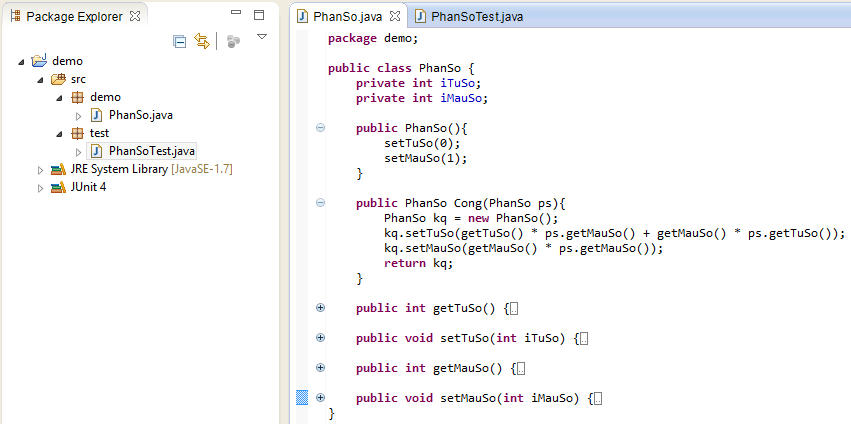 Package Explorer
demo
src
demo
PhanSo.java
test
PhanSoTest.java
JRE System Library [JavaSE-1.7]
JUnit 4
PhanSo.java
PhanSoTest.java
package demo;
public class PhanSo {
private int iTuSo;
private int iMauSo;
public PhanSo(){
setTuSo(0);
setMauSo(1);
}
public PhanSo Cong(PhanSo ps){
PhanSo kq = new PhanSo();
kq.setTuSo(getTuSo() * ps.getMauSo() + getMauSo() * ps.getTuSo());
kq.setMauSo(getMauSo() * ps.getMauSo());
return kq;
}
public int getTuSo() {..
public void setTuSo(int iTuSo) {..
public int getMauSo() {..
public void setMauSo(int iMauSo) {..
}